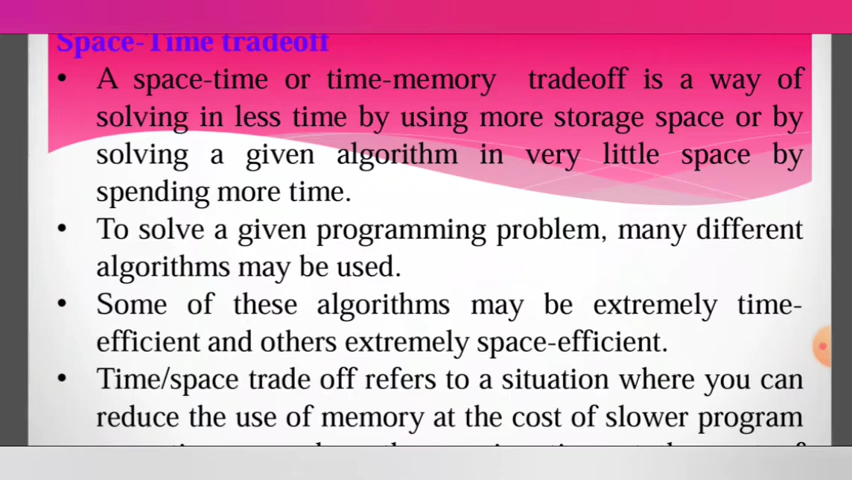 Space-Time tradeoff
• A space-time or time-memory tradeoff is a way of
solving in less time by using more storage space or by
solving a given algorithm in very little space by
spending more time.
• To solve a given programming problem, many different
algorithms may be used.
• Some of these algorithms may be extremely time-
efficient and others extremely space-efficient.
• Time/space trade off refers to a situation where you can
reduce the use of memory at the cost of slower program